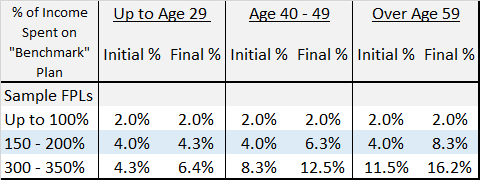 % of Income Spent on "Benchmark" Plan Up to Age 29 Age 40 - 49 Over Age 59
Initial % Final % Initial % Final % Initial % Final %
Sample FPLs
Up to 100% 2.0% 2.0% 2.0% 2.0% 2.0% 2.0%
150 - 200% 4.0% 4.3% 4.0% 6.3% 4.0% 8.3%
300 - 350% 4.3% 6.4% 8.3% 12.5% 11.5% 16.2%